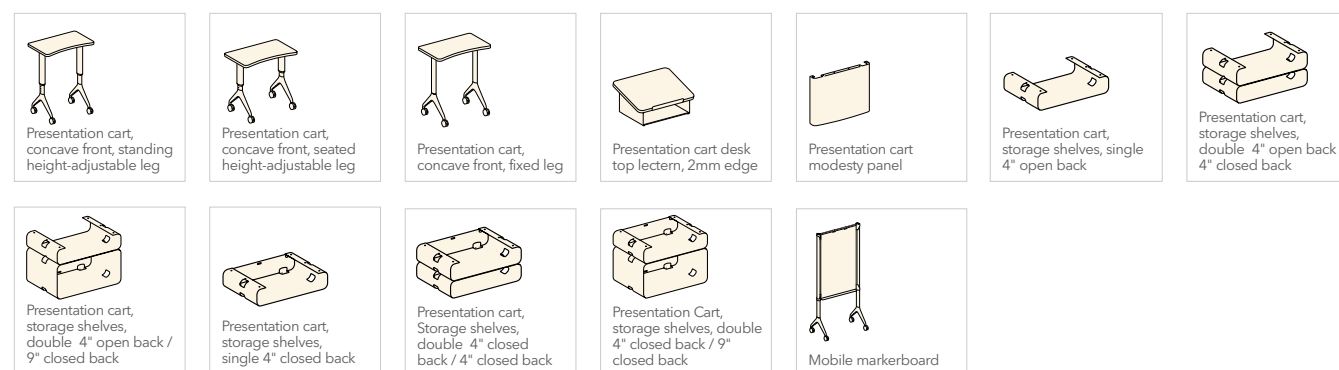 Presentation cart,
concave front, standing
height-adjustable leg
Presentation cart,
concave front, seated
height-adjustable leg
Presentation cart,
concave front, fixed leg
Presentation cart desk
top lectern, 2mm edge
Presentation cart
modesty panel
Presentation cart,
storage shelves, single
4" open back
Presentation cart,
storage shelves,
double 4" open back
4" closed back
Presentation cart,
storage shelves,
double 4" open back /
9" closed back
Presentation cart,
storage shelves,
single 4" closed back
Presentation cart,
Storage shelves,
double 4" closed
back / 4" closed back
Presentation Cart,
storage shelves, double
4" closed back / 9"
closed back
Mobile markerboard